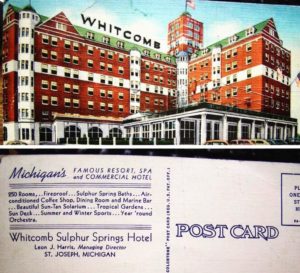 WHITCOMB
Michigan's FAMOUS RESORT, SPA
and COMMERCIAL HOTEL
250 Rooms... Fireproof... Sulphur Spring Baths... Air-
conditioned Coffee Shop, Dining Room and Marine Bar
... Beautiful Sun-Tan Solarium... Tropical Gardens...
Sun Deck... Summer and Winter Sports... Year 'round
Orchestra.
Whitcomb Sulphur Springs Hotel
Leon J. Harris, Managing Director
ST. JOSEPH, MICHIGAN
POST CARD